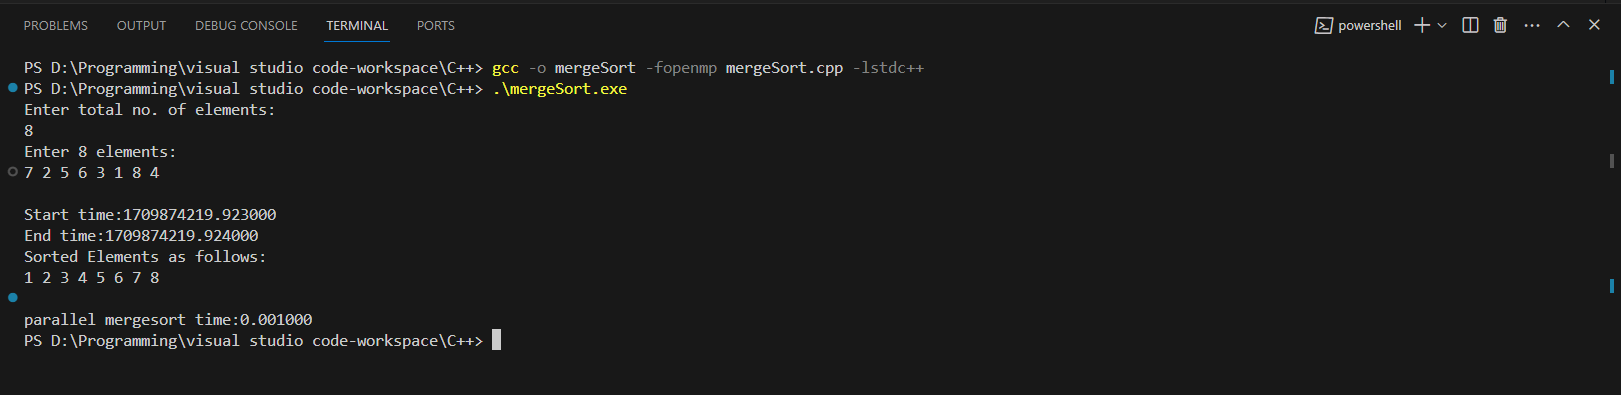 PROBLEMS OUTPUT DEBUG CONSOLE TERMINAL PORTS powershell
PS D:\Programming\visual studio code-workspace\C++> gcc -o mergeSort -fopenmp mergeSort.cpp -lstdc++
PS D:\Programming\visual studio code-workspace\C++> .\mergeSort.exe
Enter total no. of elements:
8
Enter 8 elements:
7 2 5 6 3 1 8 4
Start time:1709874219.923000
End time:1709874219.924000
Sorted Elements as follows:
1 2 3 4 5 6 7 8
parallel mergesort time:0.001000
PS D:\Programming\visual studio code-workspace\C++>